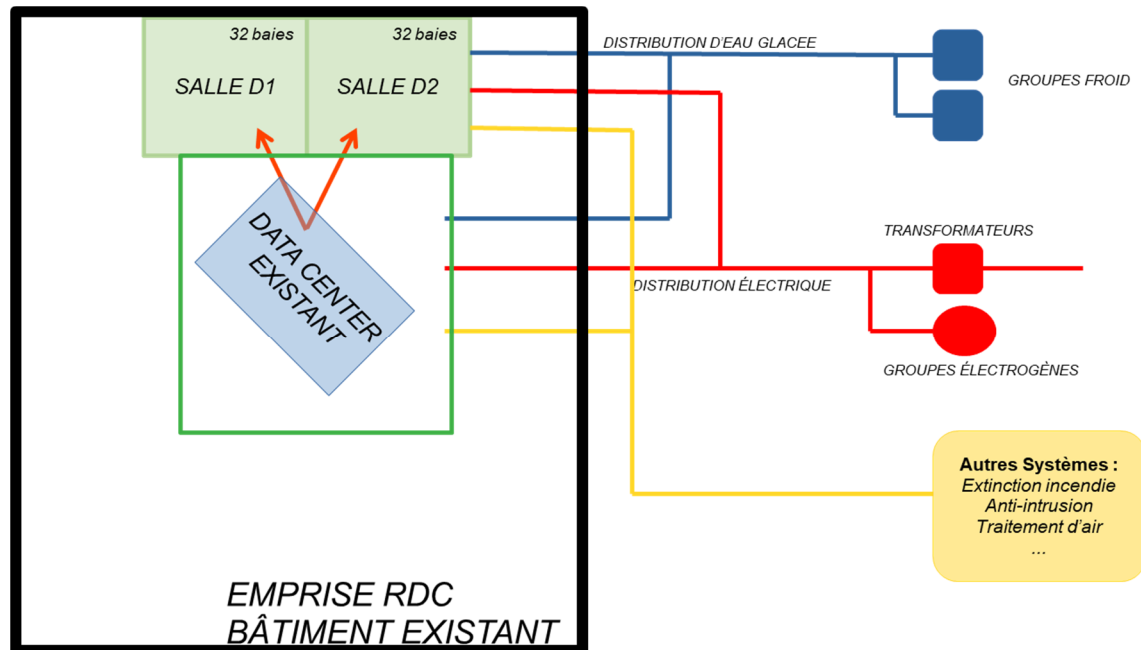 32 baies
32 baies
SALLE D1
SALLE D2
DISTRIBUTION D'EAU GLACEE
GROUPES FROID
DATA CENTER
EXISTANT
TRANSFORMATEURS
DISTRIBUTION ÉLECTRIQUE
GROUPES ÉLECTROGÈNES
Autres Systèmes :
Extinction incendie
Anti-intrusion
Traitement d'air
...
EMPRISE RDC
BÂTIMENT EXISTANT